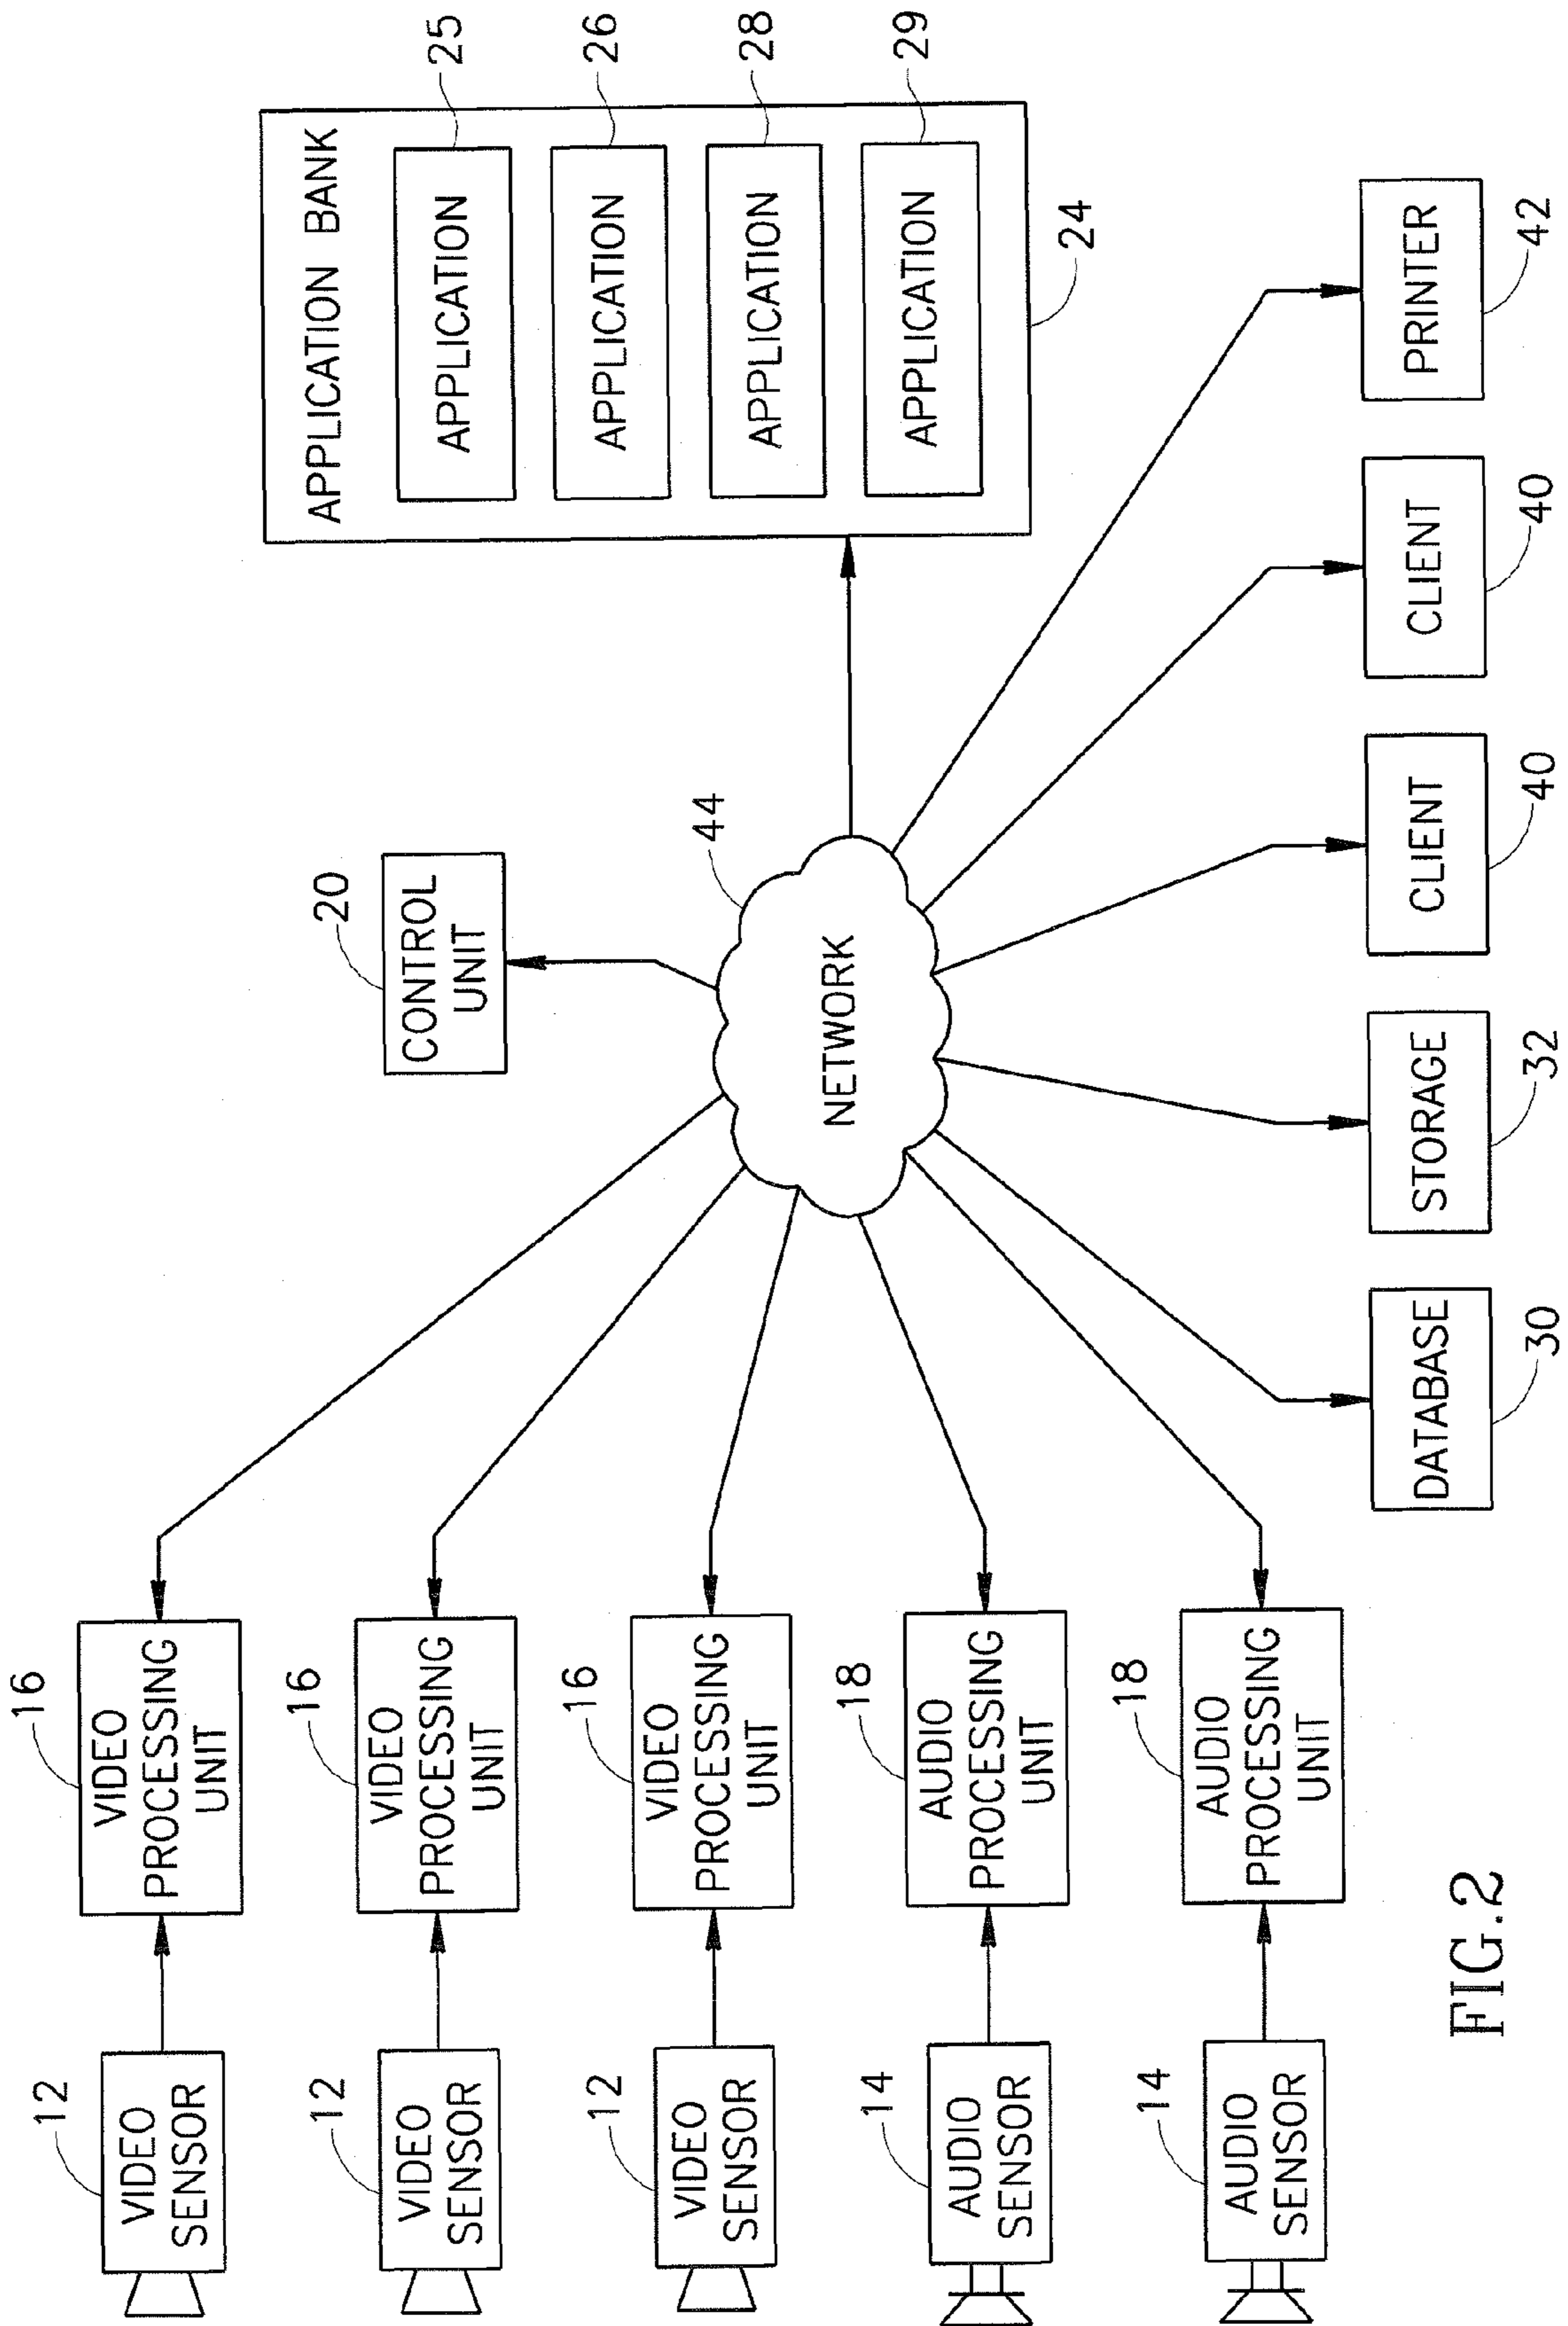 12
VIDEO
SENSOR
16
VIDEO
PROCESSING
UNIT
12
VIDEO
SENSOR
16
VIDEO
PROCESSING
UNIT
12
VIDEO
SENSOR
16
VIDEO
PROCESSING
UNIT
14
AUDIO
SENSOR
18
AUDIO
PROCESSING
UNIT
14
AUDIO
SENSOR
18
AUDIO
PROCESSING
UNIT
20
CONTROL
UNIT
44
NETWORK
APPLICATION BANK
APPLICATION
25
APPLICATION
26
APPLICATION
28
APPLICATION
29
24
DATABASE
30
STORAGE
32
CLIENT
40
CLIENT
40
PRINTER
42
FIG.2